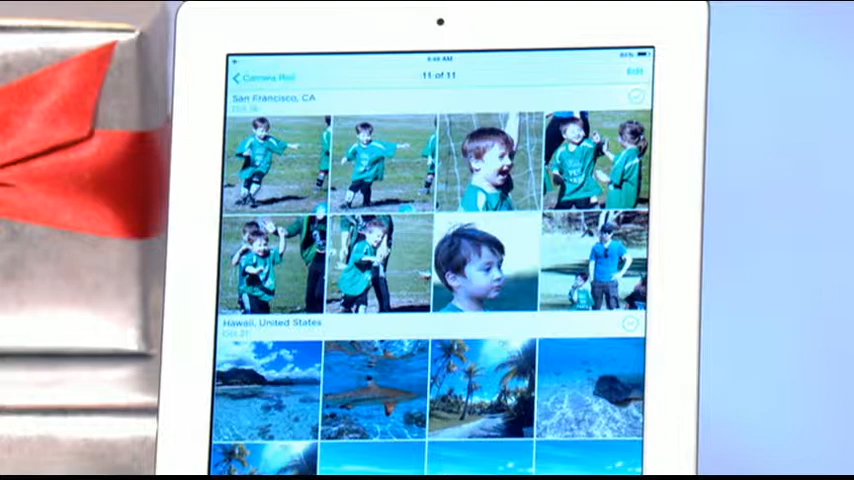 Camera Roll
11 of 11
Edit
San Francisco, CA
Hawaii, United States